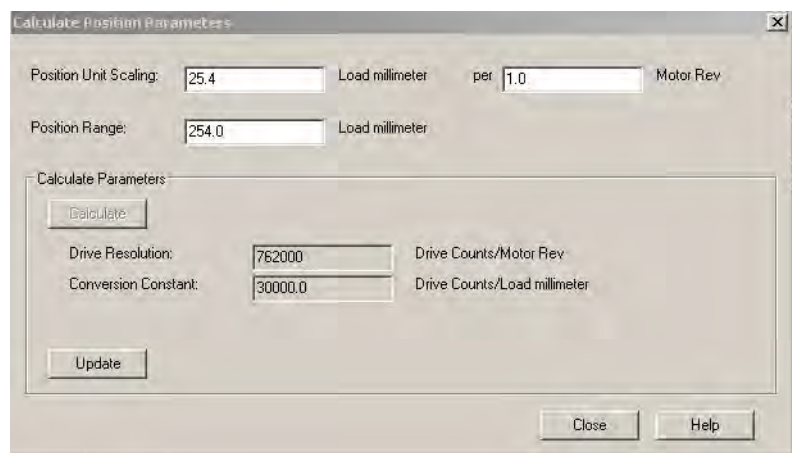 Calculate Position Parameters
Position Unit Scaling: 25.4 Load millimeter per 1.0 Motor Rev
Position Range: 254.0 Load millimeter
Calculate Parameters
Calculate
Drive Resolution: 762000 Drive Counts/Motor Rev
Conversion Constant: 30000.0 Drive Counts/Load millimeter
Update
Close Help